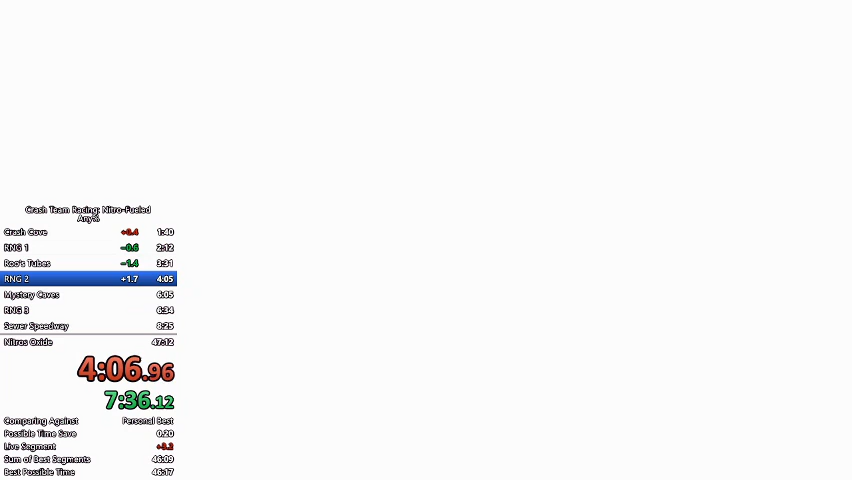 Crash Team Racing: Nitro-Fueled
Any%
Crash Cove +0.4 1:40
RNG 1 −0.6 2:12
Roo's Tubes −1.4 3:31
RNG 2 +1.7 4:05
Mystery Caves 6:05
RNG 3 6:34
Sewer Speedway 8:25
Nitros Oxide 47:12
4:06.96
7:36.12
Comparing Against Personal Best
Possible Time Save 0.20
Live Segment +3.2
Sum of Best Segments 46:09
Best Possible Time 46:17